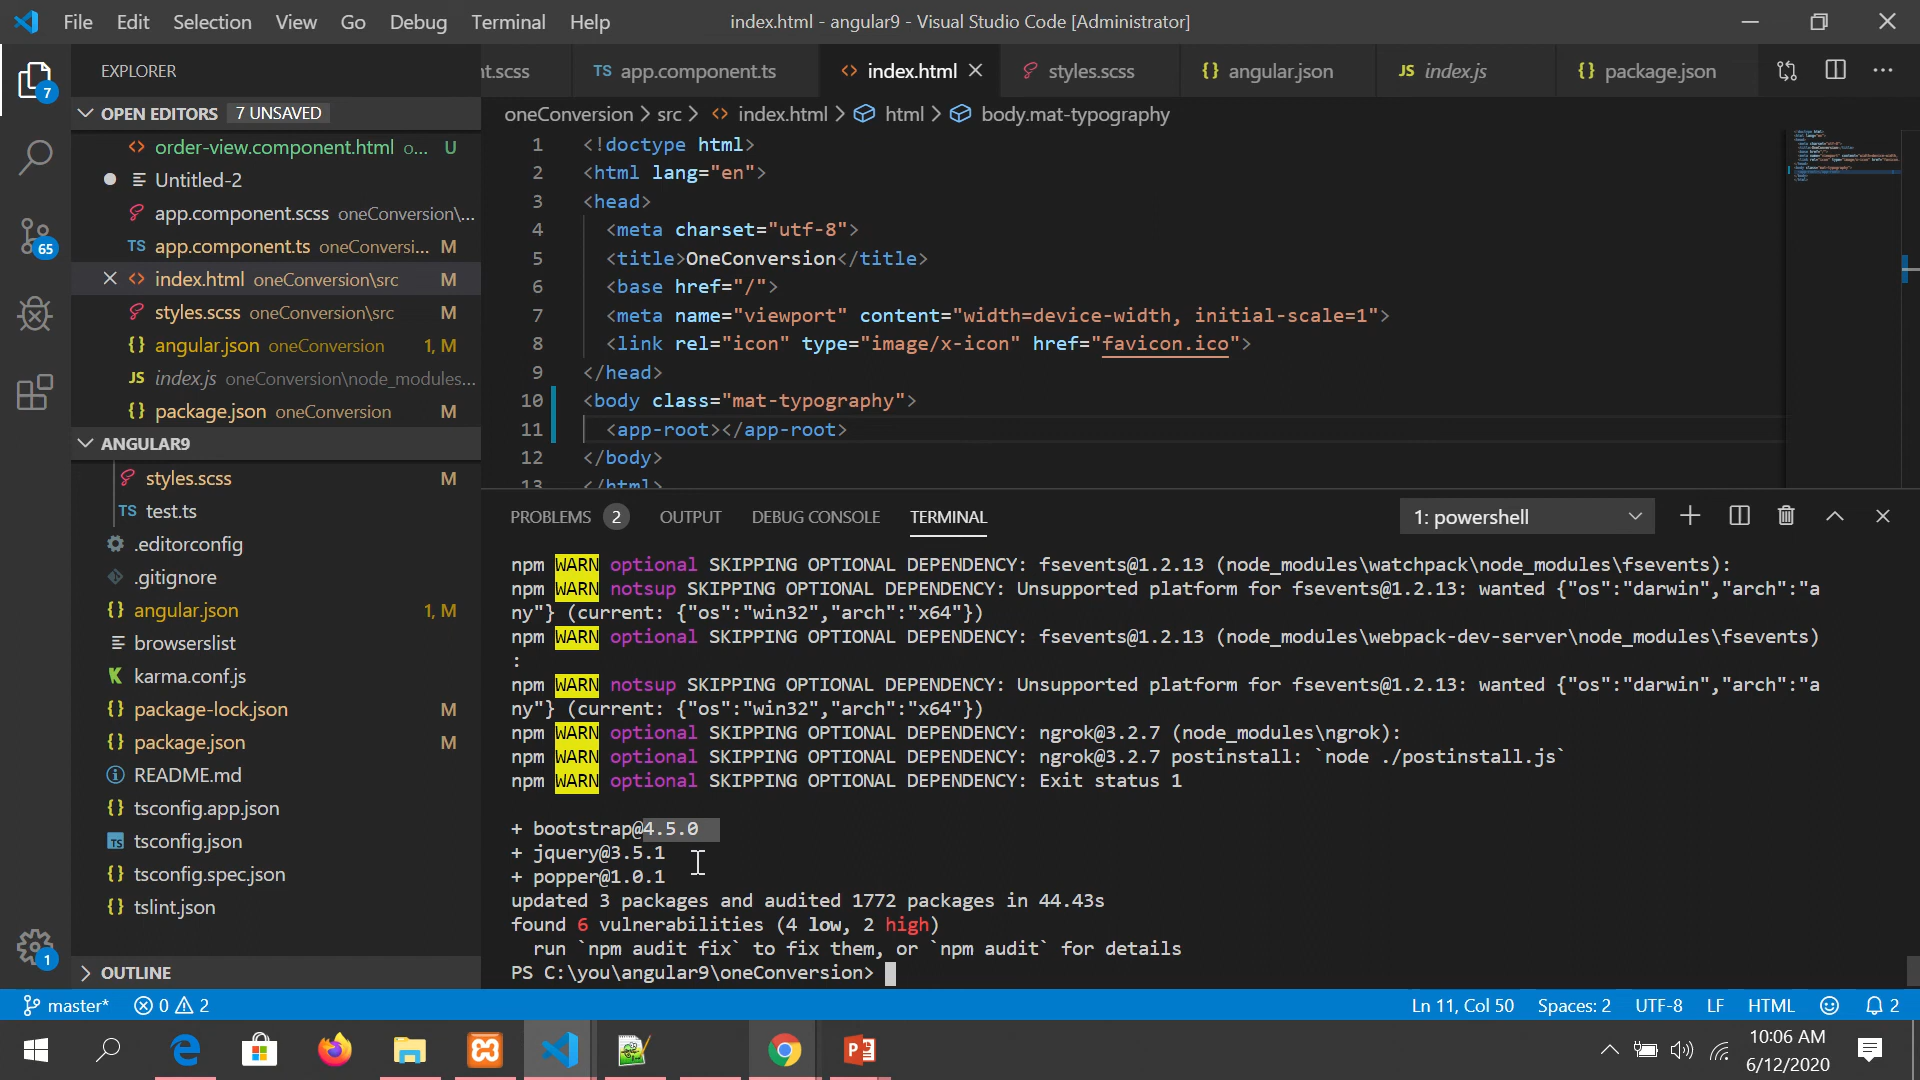 File Edit Selection View Go Debug Terminal Help
index.html - angular9 - Visual Studio Code [Administrator]
EXPLORER
OPEN EDITORS 7 UNSAVED
order-view.component.html o... U
Untitled-2
app.component.scss oneConversion\...
TS app.component.ts oneConversi... M
index.html oneConversion\src M
styles.scss oneConversion\src M
{} angular.json oneConversion 1, M
JS index.js oneConversion\node_modules...
{} package.json oneConversion M
ANGULAR9
styles.scss M
TS test.ts
.editorconfig
.gitignore
{} angular.json 1, M
browserslist
karma.conf.js
{} package-lock.json M
{} package.json M
README.md
{} tsconfig.app.json
tsconfig.json
{} tsconfig.spec.json
{} tslint.json
OUTLINE
7
65
1
nt.scss
TS app.component.ts
index.html
styles.scss
{} angular.json
JS index.js
{} package.json
oneConversion > src > index.html > html > body.mat-typography
1 <!doctype html>
2 <html lang="en">
3 <head>
4 <meta charset="utf-8">
5 <title>OneConversion</title>
6 <base href="/">
7 <meta name="viewport" content="width=device-width, initial-scale=1">
8 <link rel="icon" type="image/x-icon" href="favicon.ico">
9 </head>
10 <body class="mat-typography">
11 <app-root></app-root>
12 </body>
13 </html>
PROBLEMS 2 OUTPUT DEBUG CONSOLE TERMINAL 1: powershell
npm WARN optional SKIPPING OPTIONAL DEPENDENCY: fsevents@1.2.13 (node_modules\watchpack\node_modules\fsevents):
npm WARN notsup SKIPPING OPTIONAL DEPENDENCY: Unsupported platform for fsevents@1.2.13: wanted {"os":"darwin","arch":"a
ny"} (current: {"os":"win32","arch":"x64"})
npm WARN optional SKIPPING OPTIONAL DEPENDENCY: fsevents@1.2.13 (node_modules\webpack-dev-server\node_modules\fsevents)
:
npm WARN notsup SKIPPING OPTIONAL DEPENDENCY: Unsupported platform for fsevents@1.2.13: wanted {"os":"darwin","arch":"a
ny"} (current: {"os":"win32","arch":"x64"})
npm WARN optional SKIPPING OPTIONAL DEPENDENCY: ngrok@3.2.7 (node_modules\ngrok):
npm WARN optional SKIPPING OPTIONAL DEPENDENCY: ngrok@3.2.7 postinstall: `node ./postinstall.js`
npm WARN optional SKIPPING OPTIONAL DEPENDENCY: Exit status 1
+ bootstrap@4.5.0
+ jquery@3.5.1
+ popper@1.0.1
updated 3 packages and audited 1772 packages in 44.43s
found 6 vulnerabilities (4 low, 2 high)
run `npm audit fix` to fix them, or `npm audit` for details
PS C:\you\angular9\oneConversion>
master* 0 2
Ln 11, Col 50 Spaces: 2 UTF-8 LF HTML 2
10:06 AM
6/12/2020